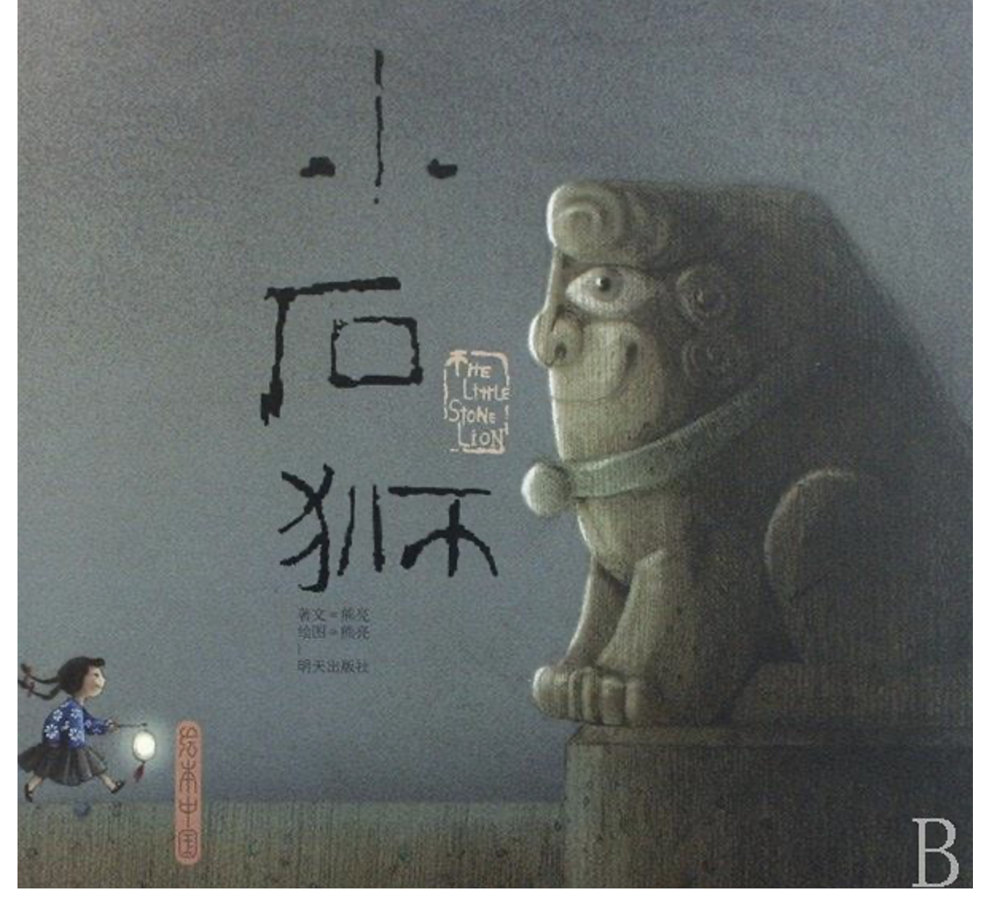 小
石
狮
THE
LITTLE
STONE
LION
著文=熊亮
绘图=熊亮
明天出版社
绘本中国
B